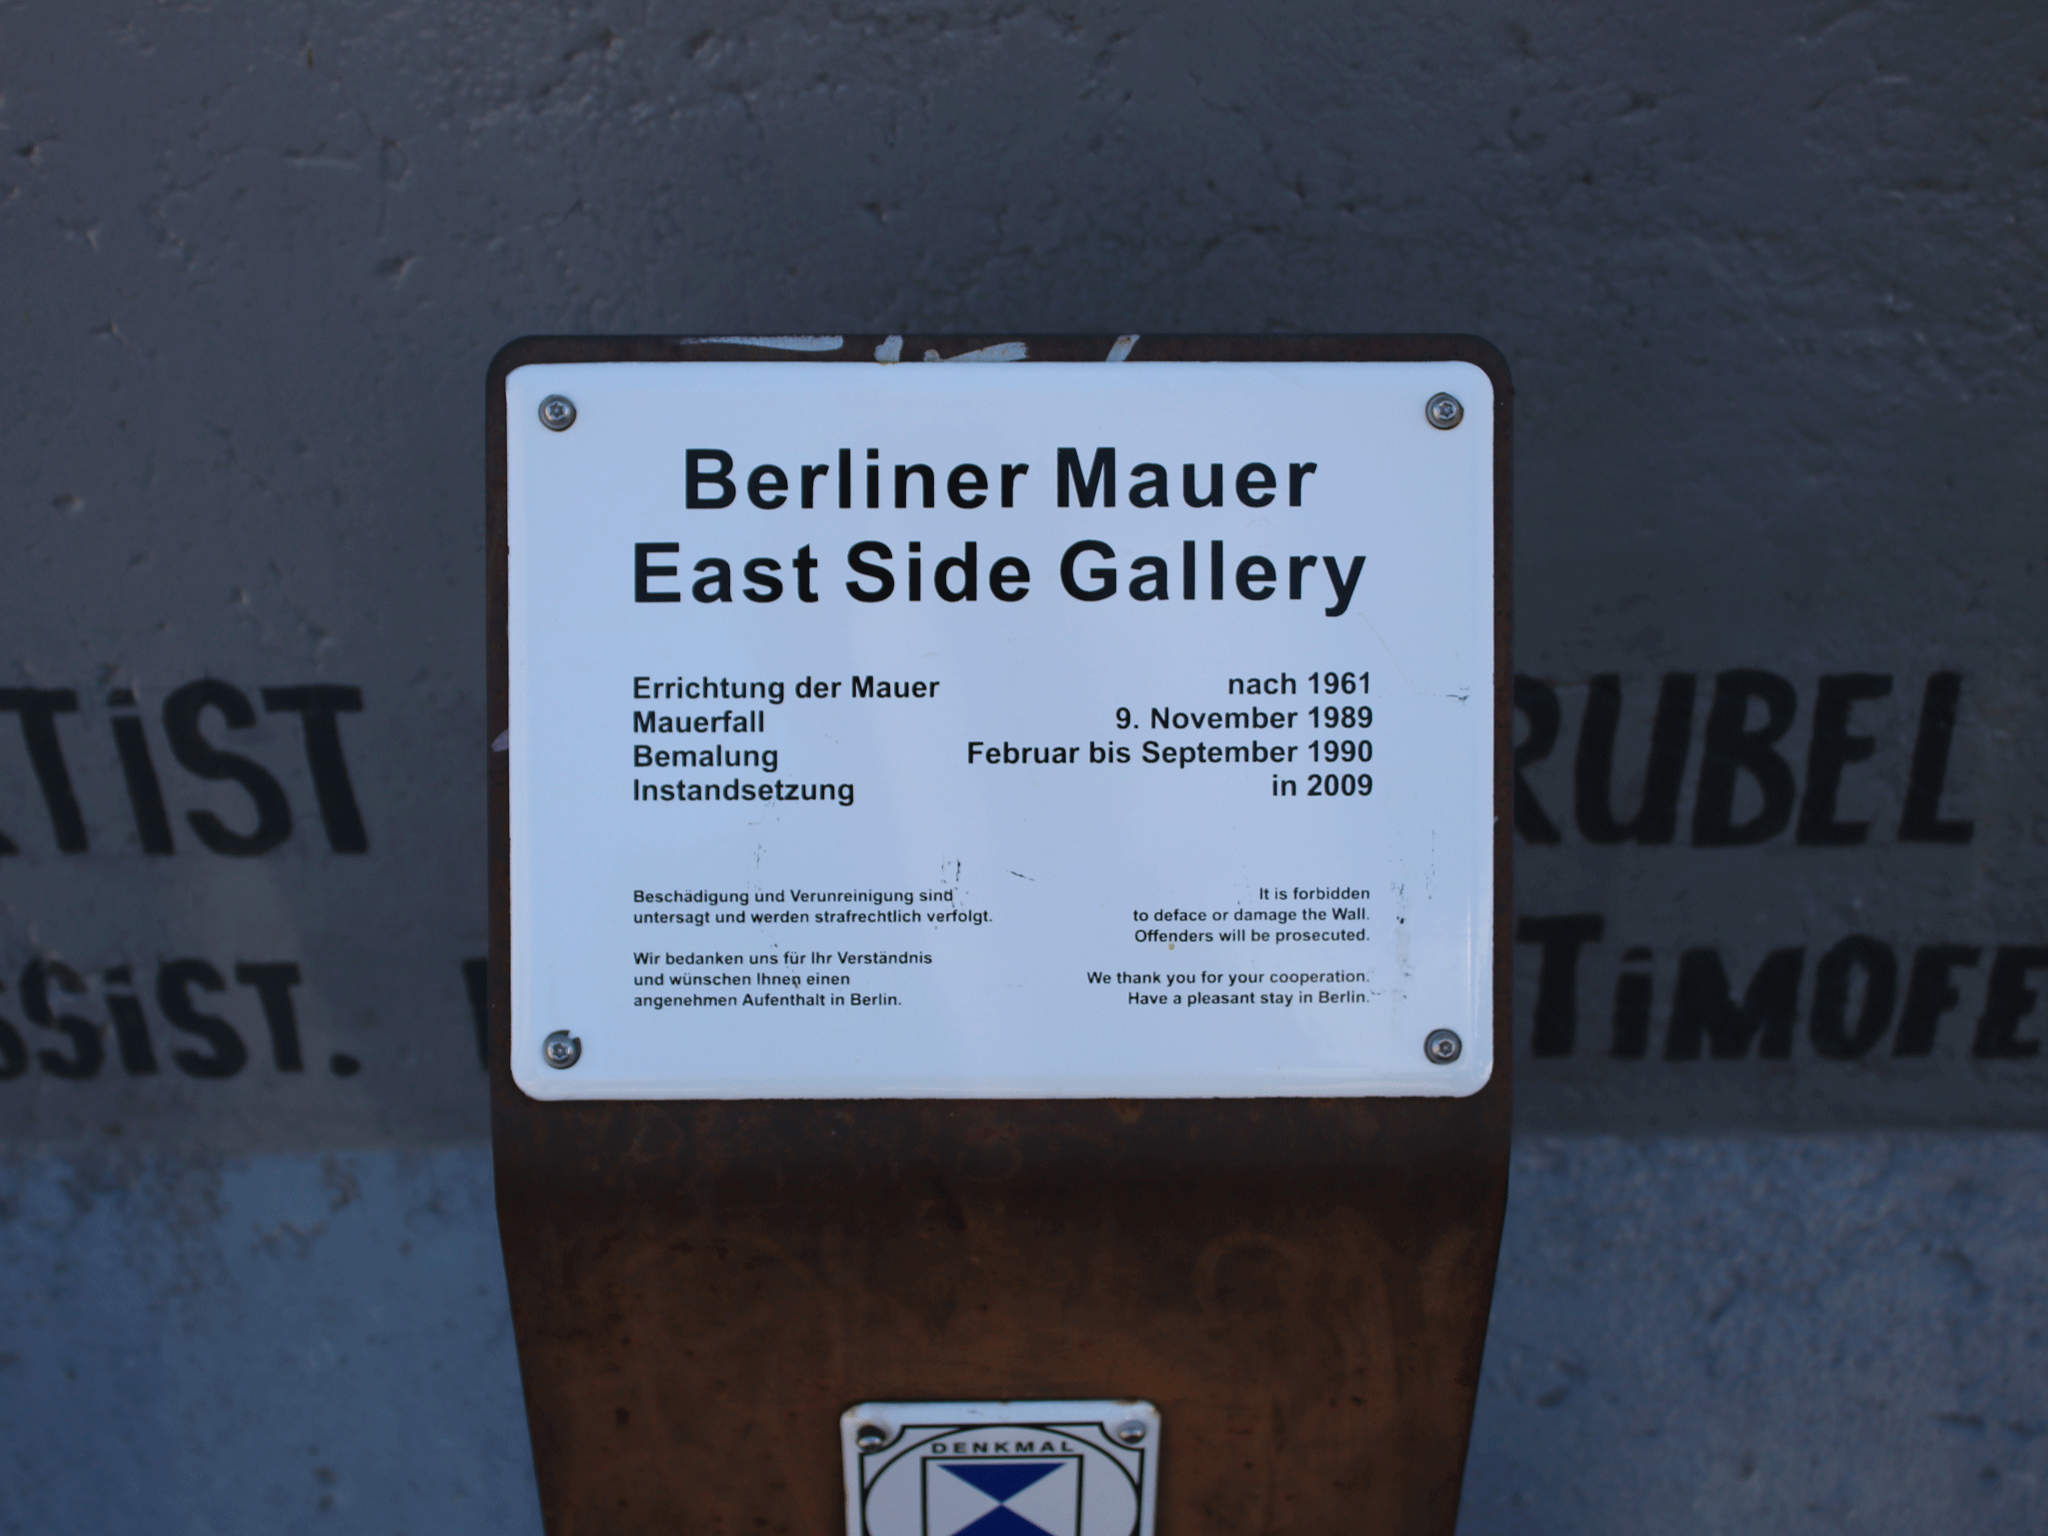 Berliner Mauer
East Side Gallery
Errichtung der Mauer nach 1961
Mauerfall 9. November 1989
Bemalung Februar bis September 1990
Instandsetzung in 2009
Beschädigung und Verunreinigung sind
untersagt und werden strafrechtlich verfolgt.
Wir bedanken uns für Ihr Verständnis
und wünschen Ihnen einen
angenehmen Aufenthalt in Berlin.
It is forbidden
to deface or damage the Wall.
Offenders will be prosecuted.
We thank you for your cooperation.
Have a pleasant stay in Berlin.
DENKMAL